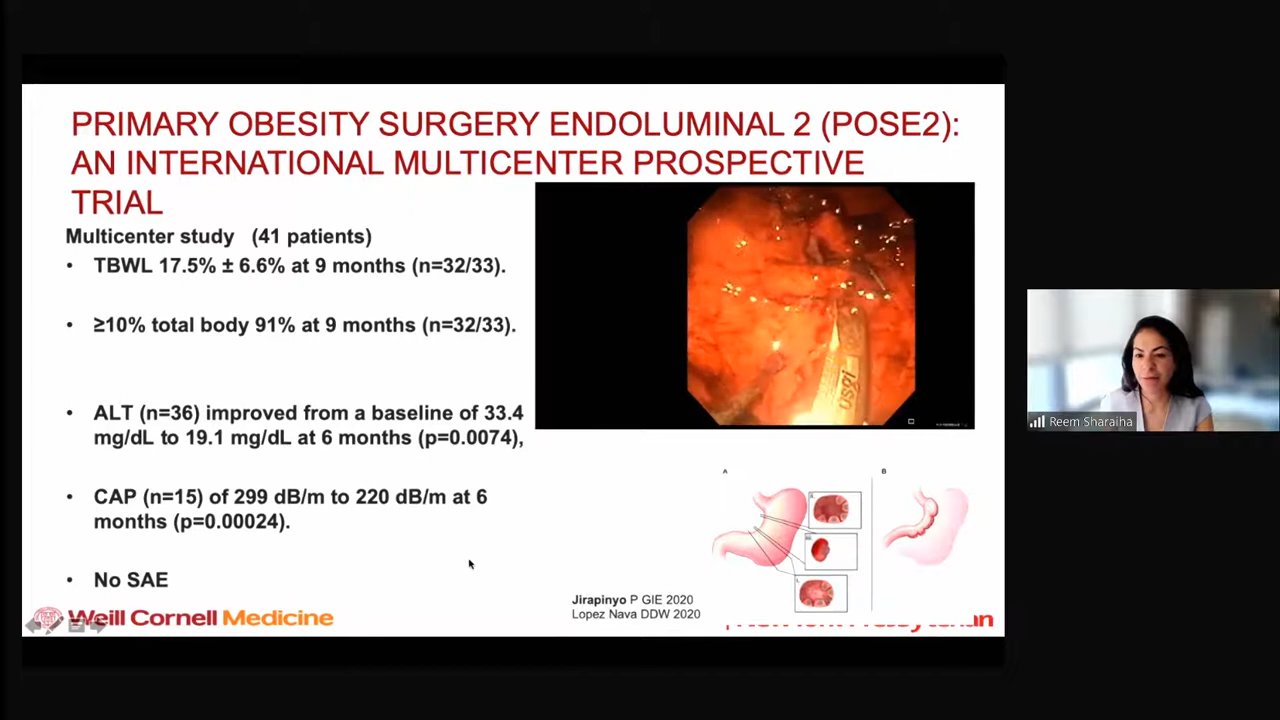 PRIMARY OBESITY SURGERY ENDOLUMINAL 2 (POSE2):
AN INTERNATIONAL MULTICENTER PROSPECTIVE
TRIAL
Multicenter study (41 patients)
• TBWL 17.5% ± 6.6% at 9 months (n=32/33).
• ≥10% total body 91% at 9 months (n=32/33).
• ALT (n=36) improved from a baseline of 33.4
mg/dL to 19.1 mg/dL at 6 months (p=0.0074),
• CAP (n=15) of 299 dB/m to 220 dB/m at 6
months (p=0.00024).
• No SAE
usgi
A
B
Jirapinyo P GIE 2020
Lopez Nava DDW 2020
Weill Cornell Medicine
Reem Sharaiha